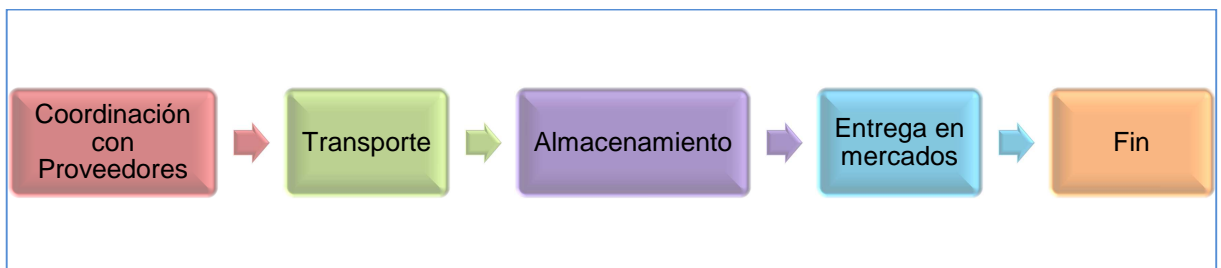 Coordinación
con
Proveedores
Transporte
Almacenamiento
Entrega en
mercados
Fin